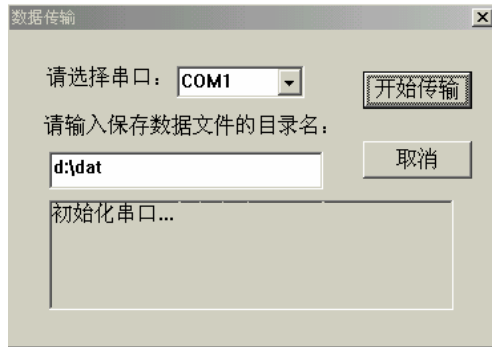 数据传输
请选择串口： COM1
开始传输
请输入保存数据文件的目录名：
d:\dat
取消
初始化串口...